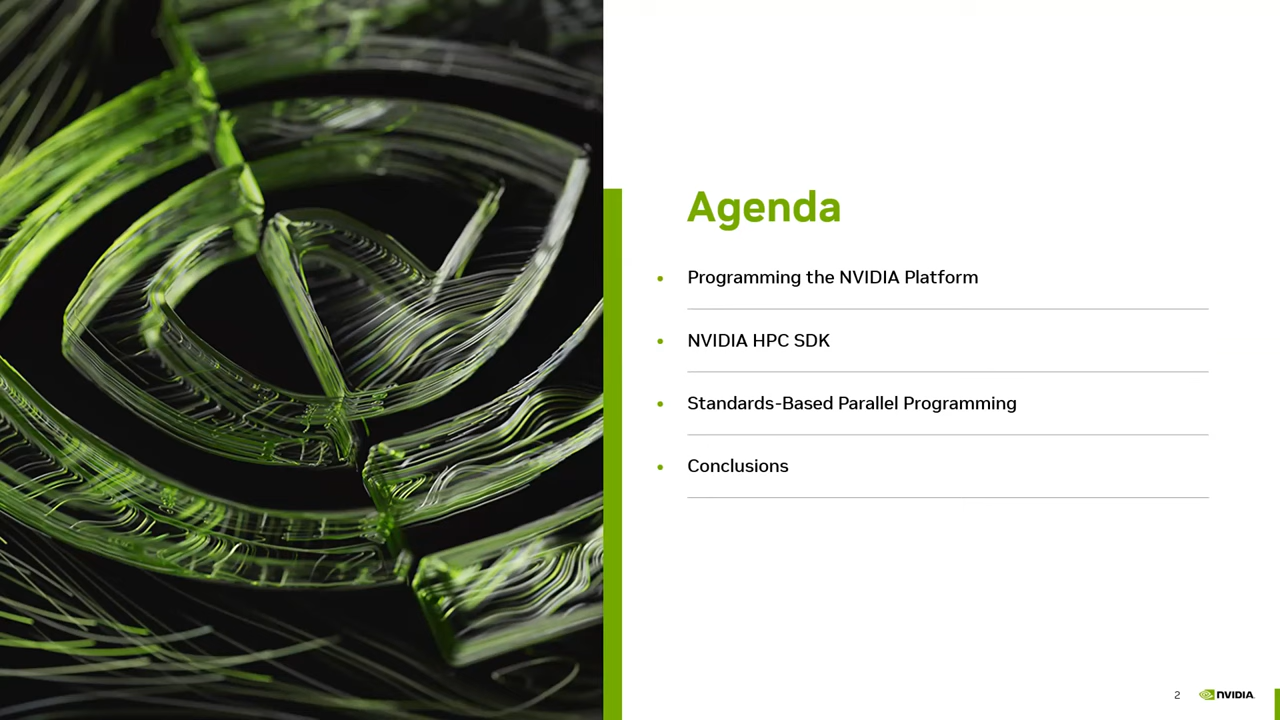 Agenda
• Programming the NVIDIA Platform
• NVIDIA HPC SDK
• Standards-Based Parallel Programming
• Conclusions
2 NVIDIA